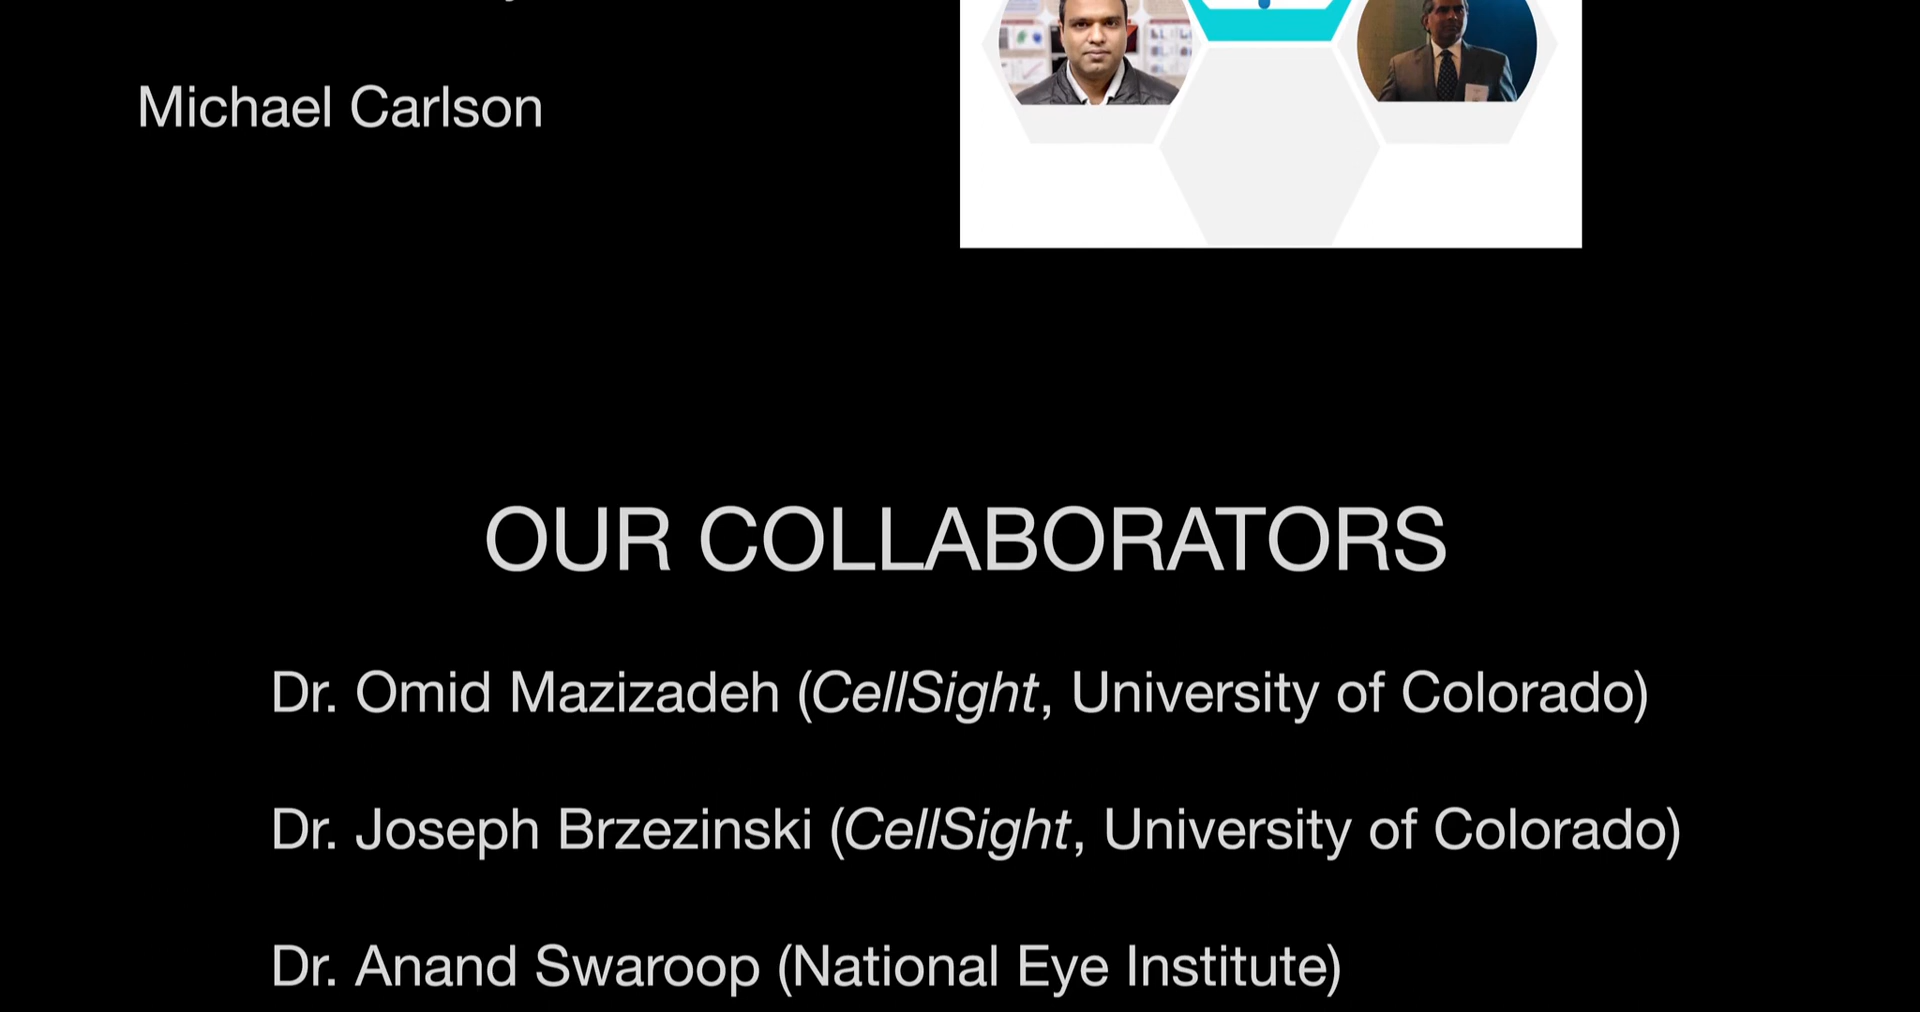 Michael Carlson
OUR COLLABORATORS
Dr. Omid Mazizadeh (CellSight, University of Colorado)
Dr. Joseph Brzezinski (CellSight, University of Colorado)
Dr. Anand Swaroop (National Eye Institute)